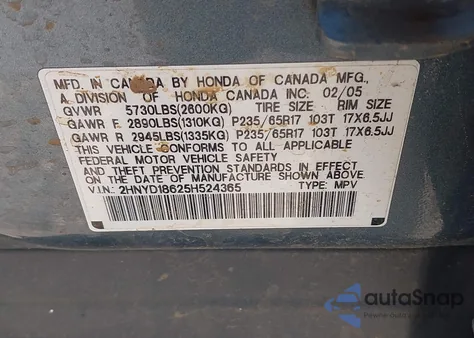 MFD. IN CANADA BY HONDA OF CANADA MFG.,
A DIVISION OF HONDA CANADA INC. 02/05
GVWR 5730LBS(2600KG) TIRE SIZE RIM SIZE
GAWR F 2890LBS(1310KG) P235/65R17 103T 17X6.5JJ
GAWR R 2945LBS(1335KG) P235/65R17 103T 17X6.5JJ
THIS VEHICLE CONFORMS TO ALL APPLICABLE
FEDERAL MOTOR VEHICLE SAFETY
AND THEFT PREVENTION STANDARDS IN EFFECT
ON THE DATE OF MANUFACTURE SHOWN ABOVE.
V.I.N.: 2HNYD18625H524365 TYPE: MPV
autoSnap